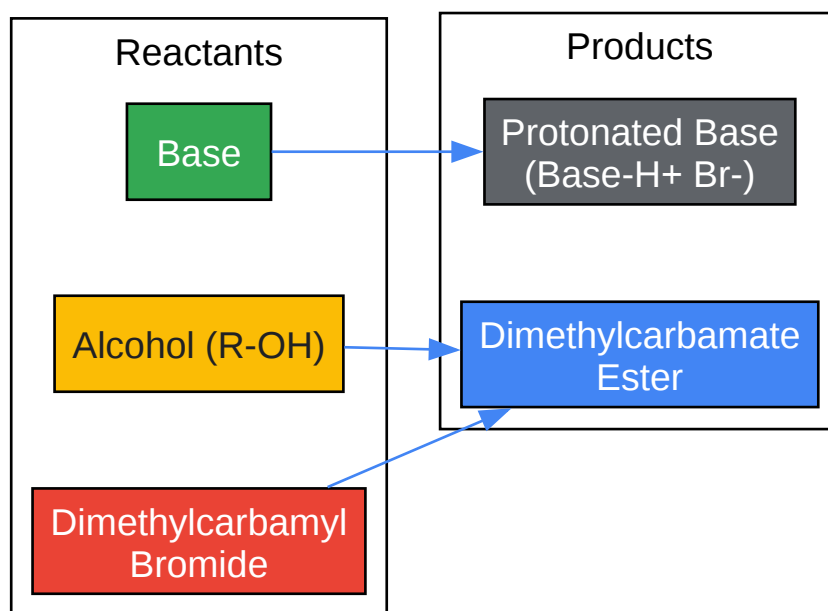 Reactants
Base
Alcohol (R-OH)
Dimethylcarbamyl
Bromide
Products
Protonated Base
(Base-H+ Br-)
Dimethylcarbamate
Ester